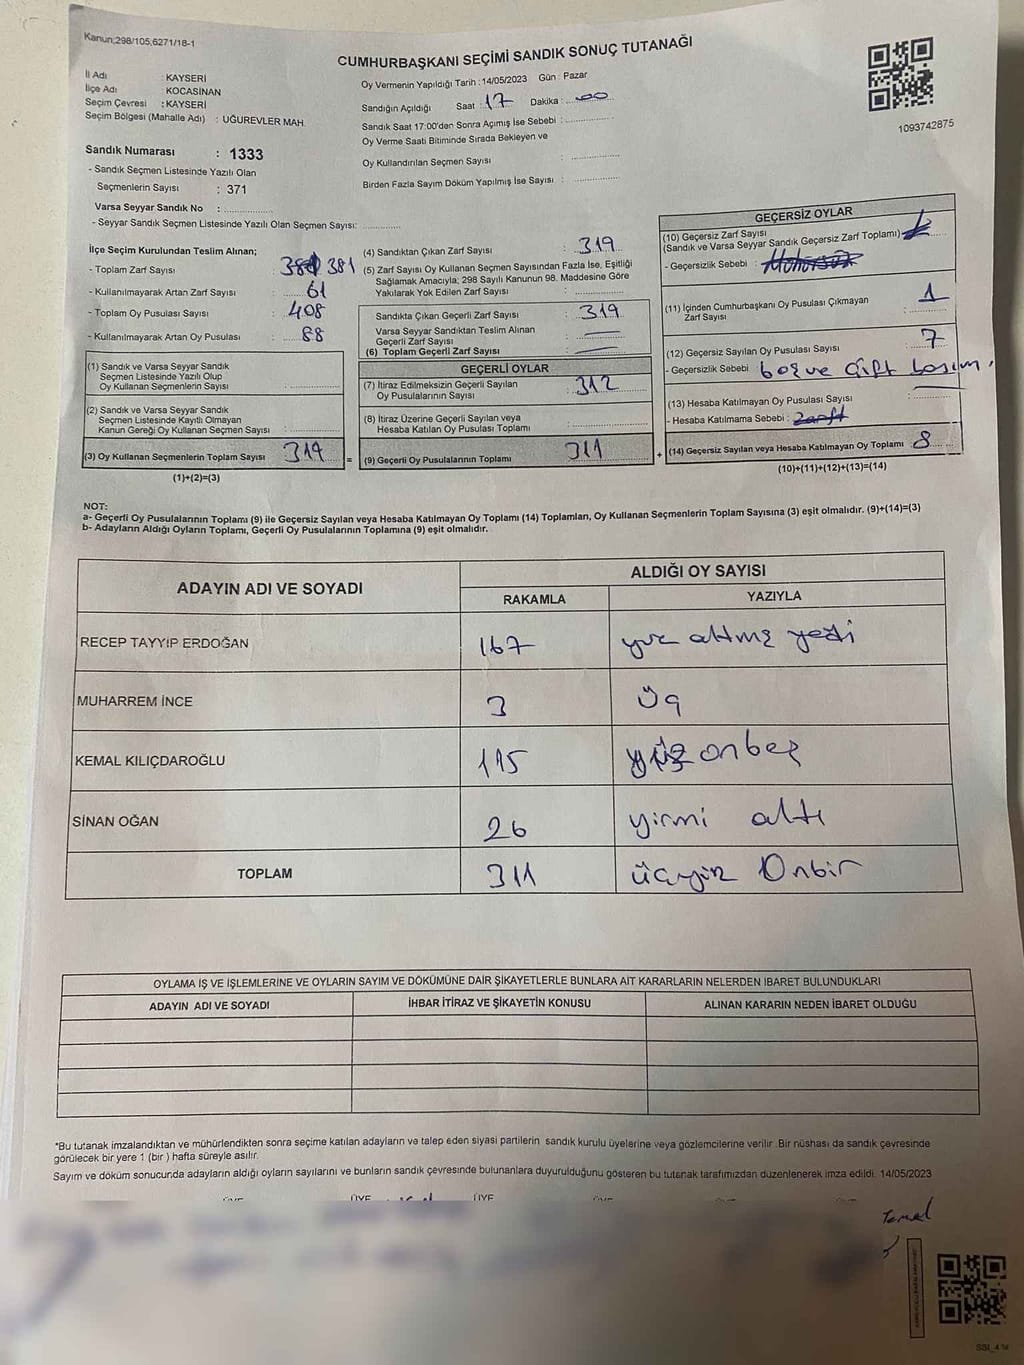 Kanun;298/105;6271/18-1
CUMHURBAŞKANI SEÇİMİ SANDIK SONUÇ TUTANAĞI
İl Adı : KAYSERİ
İlçe Adı : KOCASİNAN
Seçim Çevresi : KAYSERİ
Seçim Bölgesi (Mahalle Adı) : UĞUREVLER MAH.
Sandık Numarası : 1333
- Sandık Seçmen Listesinde Yazılı Olan
Seçmenlerin Sayısı : 371
Varsa Seyyar Sandık No :
- Seyyar Sandık Seçmen Listesinde Yazılı Olan Seçmen Sayısı:
Oy Vermenin Yapıldığı Tarih : 14/05/2023 Gün : Pazar
Sandığın Açıldığı Saat : 17 Dakika : 00
Sandık Saat 17:00'den Sonra Açımış İse Sebebi :
Oy Verme Saati Bitiminde Sırada Bekleyen ve
Oy Kullandırılan Seçmen Sayısı :
Birden Fazla Sayım Döküm Yapılmış İse Sayısı :
1093742875
İlçe Seçim Kurulundan Teslim Alınan;
- Toplam Zarf Sayısı : 381
- Kullanılmayarak Artan Zarf Sayısı : 61
- Toplam Oy Pusulası Sayısı : 408
- Kullanılmayarak Artan Oy Pusulası : 88
(1) Sandık ve Varsa Seyyar Sandık
Seçmen Listesinde Yazılı Olup
Oy Kullanan Seçmenlerin Sayısı :
(2) Sandık ve Varsa Seyyar Sandık
Seçmen Listesinde Kayıtlı Olmayan
Kanun Gereği Oy Kullanan Seçmen Sayısı :
(3) Oy Kullanan Seçmenlerin Toplam Sayısı : 319
(1)+(2)=(3)
(4) Sandıktan Çıkan Zarf Sayısı : 319
(5) Zarf Sayısı Oy Kullanan Seçmen Sayısından Fazla İse, Eşitliği
Sağlamak Amacıyla; 298 Sayılı Kanunun 98. Maddesine Göre
Yakılarak Yok Edilen Zarf Sayısı :
Sandıkta Çıkan Geçerli Zarf Sayısı : 319
Varsa Seyyar Sandıktan Teslim Alınan
Geçerli Zarf Sayısı : —
(6) Toplam Geçerli Zarf Sayısı : —
GEÇERLİ OYLAR
(7) İtiraz Edilmeksizin Geçerli Sayılan
Oy Pusulalarının Sayısı : 312
(8) İtiraz Üzerine Geçerli Sayılan veya
Hesaba Katılan Oy Pusulası Toplamı :
= (9) Geçerli Oy Pusulalarının Toplamı : 311
GEÇERSİZ OYLAR
(10) Geçersiz Zarf Sayısı
(Sandık ve Varsa Seyyar Sandık Geçersiz Zarf Toplamı)
- Geçersizlik Sebebi :
(11) İçinden Cumhurbaşkanı Oy Pusulası Çıkmayan
Zarf Sayısı : 1
(12) Geçersiz Sayılan Oy Pusulası Sayısı : 7
- Geçersizlik Sebebi : boş ve çift basım,
(13) Hesaba Katılmayan Oy Pusulası Sayısı :
- Hesaba Katılmama Sebebi :
+ (14) Geçersiz Sayılan veya Hesaba Katılmayan Oy Toplamı : 8
(10)+(11)+(12)+(13)=(14)
NOT:
a- Geçerli Oy Pusulalarının Toplamı (9) ile Geçersiz Sayılan veya Hesaba Katılmayan Oy Toplamı (14) Toplamları, Oy Kullanan Seçmenlerin Toplam Sayısına (3) eşit olmalıdır. (9)+(14)=(3)
b- Adayların Aldığı Oyların Toplamı, Geçerli Oy Pusulalarının Toplamına (9) eşit olmalıdır.
ADAYIN ADI VE SOYADI ALDIĞI OY SAYISI
RAKAMLA YAZIYLA
RECEP TAYYİP ERDOĞAN 167 yüz altmış yedi
MUHARREM İNCE 3 üç
KEMAL KILIÇDAROĞLU 115 yüz onbeş
SİNAN OĞAN 26 yirmi altı
TOPLAM 311 üçyüz Onbir
OYLAMA İŞ VE İŞLEMLERİNE VE OYLARIN SAYIM VE DÖKÜMÜNE DAİR ŞİKAYETLERLE BUNLARA AİT KARARLARIN NELERDEN İBARET BULUNDUKLARI
ADAYIN ADI VE SOYADI İHBAR İTİRAZ VE ŞİKAYETİN KONUSU ALINAN KARARIN NEDEN İBARET OLDUĞU
*Bu tutanak imzalandıktan ve mühürlendikten sonra seçime katılan adayların ve talep eden siyasi partilerin sandık kurulu üyelerine veya gözlemcilerine verilir. Bir nüshası da sandık çevresinde
görülecek bir yere 1 (bir) hafta süreyle asılır.
Sayım ve döküm sonucunda adayların aldığı oyların sayılarını ve bunların sandık çevresinde bulunanlara duyurulduğunu gösteren bu tutanak tarafımızdan düzenlenerek imza edildi. 14/05/2023
ÜYE ÜYE
Temel